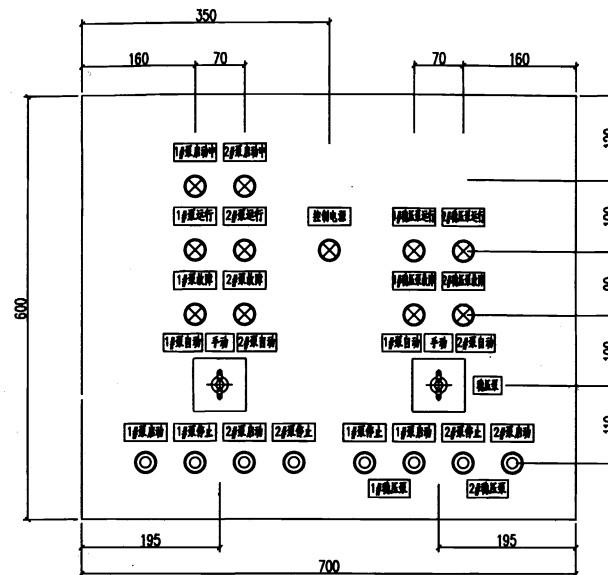 350
160 70 70 160
1#泵启动中 2#泵启动中
1#泵运行 2#泵运行 控制电源 1#稳压泵运行 2#稳压泵运行
1#泵故障 2#泵故障 1#稳压泵故障 2#稳压泵故障
600
1#泵自动 手动 2#泵自动 1#泵自动 手动 2#泵自动
稳压泵
1#泵启动 1#泵停止 2#泵启动 2#泵停止 1#泵停止 1#泵启动 2#泵停止 2#泵启动
1#稳压泵 2#稳压泵
195 195
700